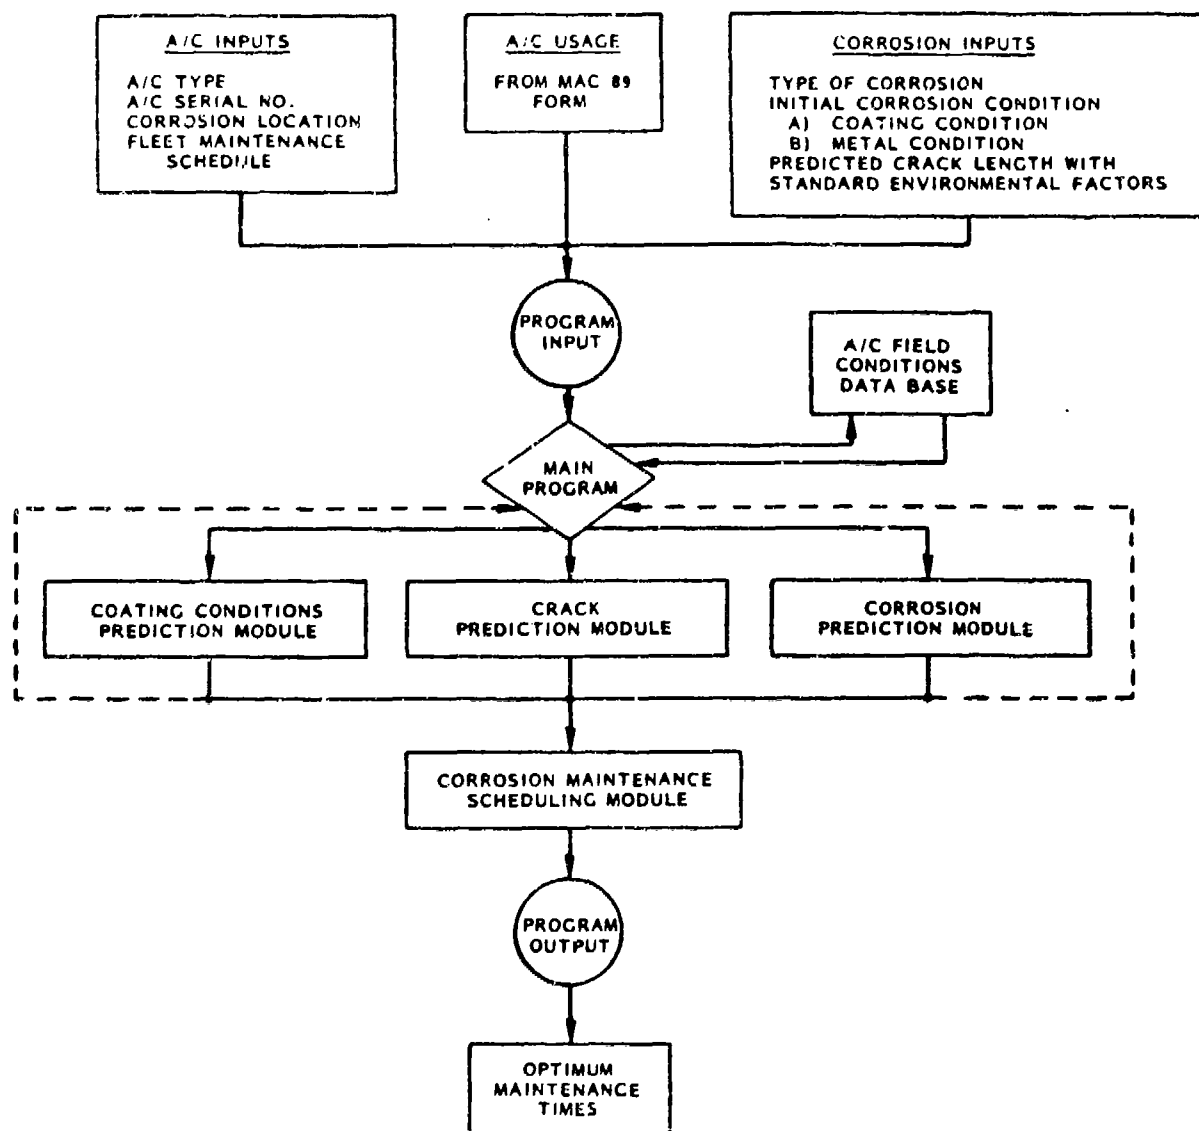 A/C INPUTS
A/C TYPE
A/C SERIAL NO.
CORROSION LOCATION
FLEET MAINTENANCE
SCHEDULE
A/C USAGE
FROM MAC 89
FORM
CORROSION INPUTS
TYPE OF CORROSION
INITIAL CORROSION CONDITION
A) COATING CONDITION
B) METAL CONDITION
PREDICTED CRACK LENGTH WITH
STANDARD ENVIRONMENTAL FACTORS
PROGRAM
INPUT
A/C FIELD
CONDITIONS
DATA BASE
MAIN
PROGRAM
COATING CONDITIONS
PREDICTION MODULE
CRACK
PREDICTION MODULE
CORROSION
PREDICTION MODULE
CORROSION MAINTENANCE
SCHEDULING MODULE
PROGRAM
OUTPUT
OPTIMUM
MAINTENANCE
TIMES